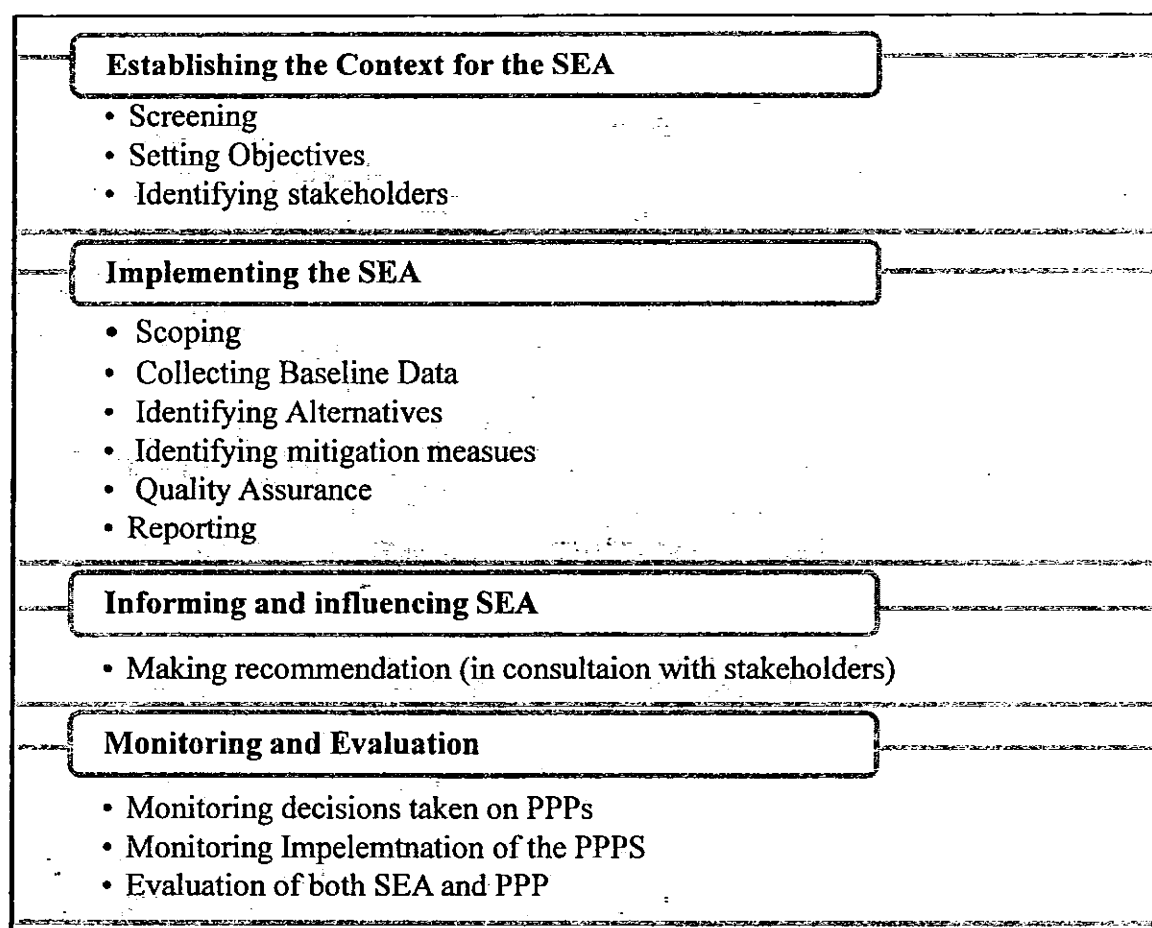 Establishing the Context for the SEA
• Screening
• Setting Objectives
• Identifying stakeholders
Implementing the SEA
• Scoping
• Collecting Baseline Data
• Identifying Alternatives
• Identifying mitigation measues
• Quality Assurance
• Reporting
Informing and influencing SEA
• Making recommendation (in consultaion with stakeholders)
Monitoring and Evaluation
• Monitoring decisions taken on PPPs
• Monitoring Impelemtnation of the PPPS
• Evaluation of both SEA and PPP